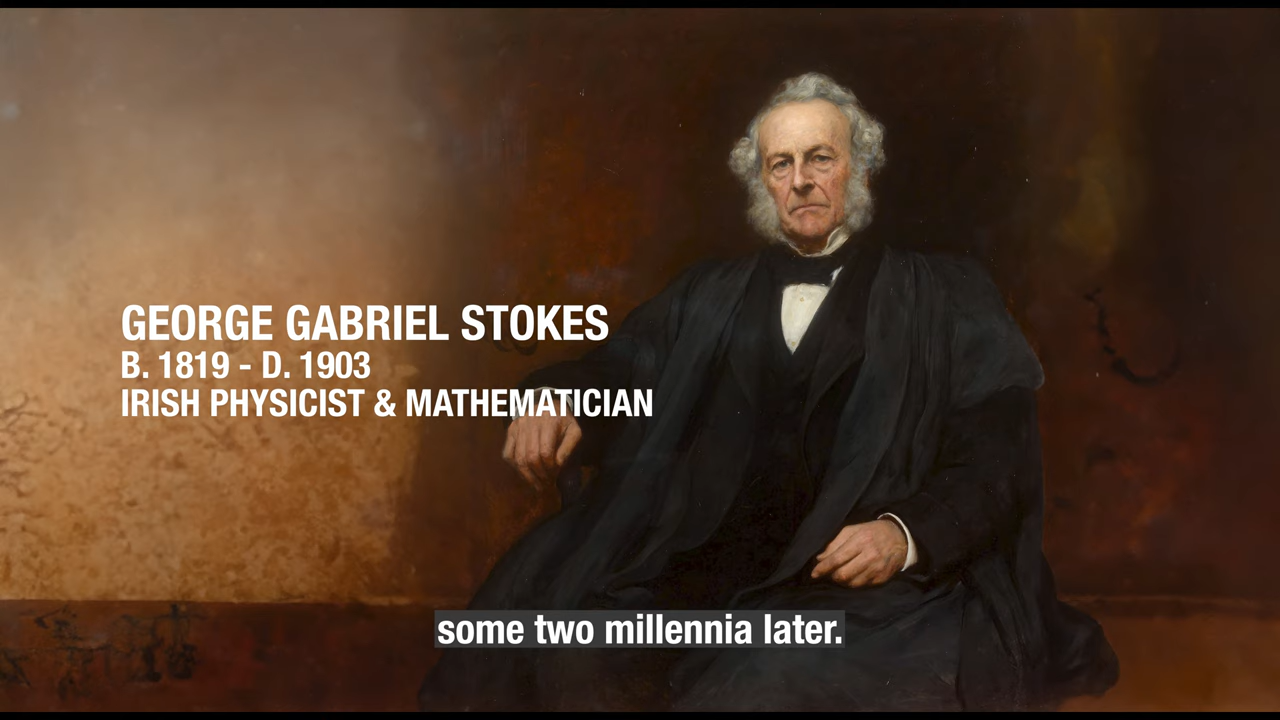 GEORGE GABRIEL STOKES
B. 1819 - D. 1903
IRISH PHYSICIST & MATHEMATICIAN
some two millennia later.